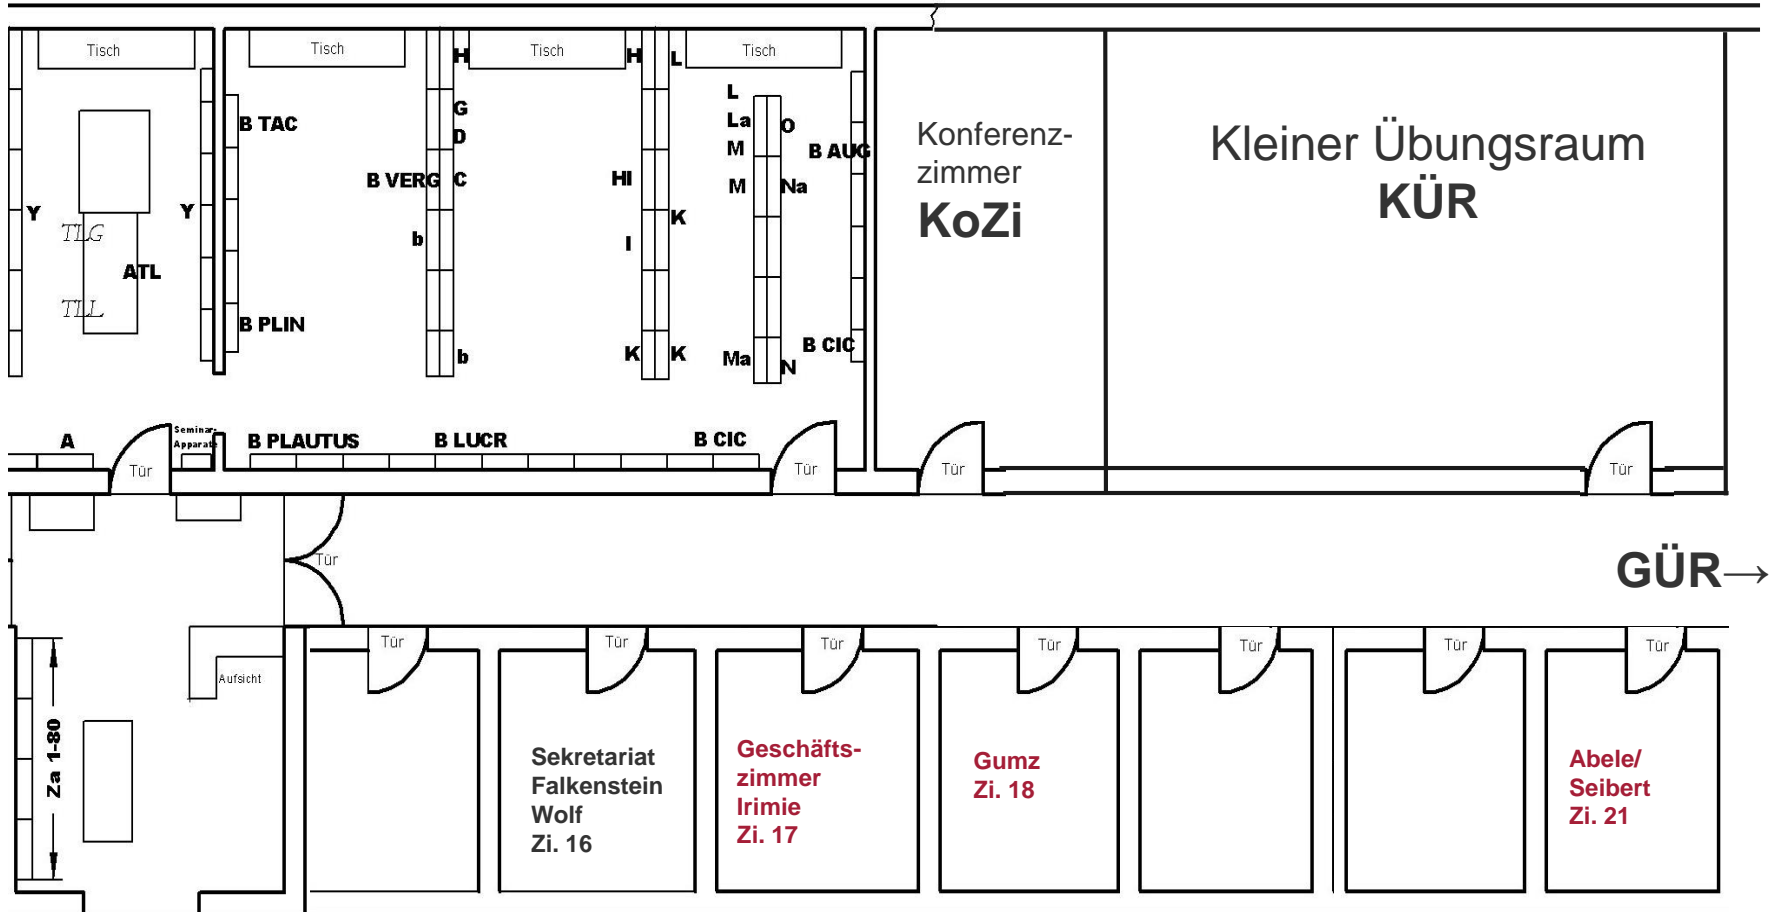 Tisch
Tisch
Tisch
Tisch
H
H
L
L
G
La
O
B TAC
D
M
B AUG
B VERG
C
HI
M
Na
Y
Y
K
TLG
b
I
ATL
TLL
B PLIN
b
K
K
Ma
N
B CIC
Konferenz-
zimmer
KoZi
Kleiner Übungsraum
KÜR
A
Seminar-
Apparate
B PLAUTUS
B LUCR
B CIC
Tür
Tür
Tür
Tür
Tür
GÜR→
Tür
Tür
Tür
Tür
Tür
Tür
Tür
Aufsicht
Za 1-80
Sekretariat
Falkenstein
Wolf
Zi. 16
Geschäfts-
zimmer
Irimie
Zi. 17
Gumz
Zi. 18
Abele/
Seibert
Zi. 21